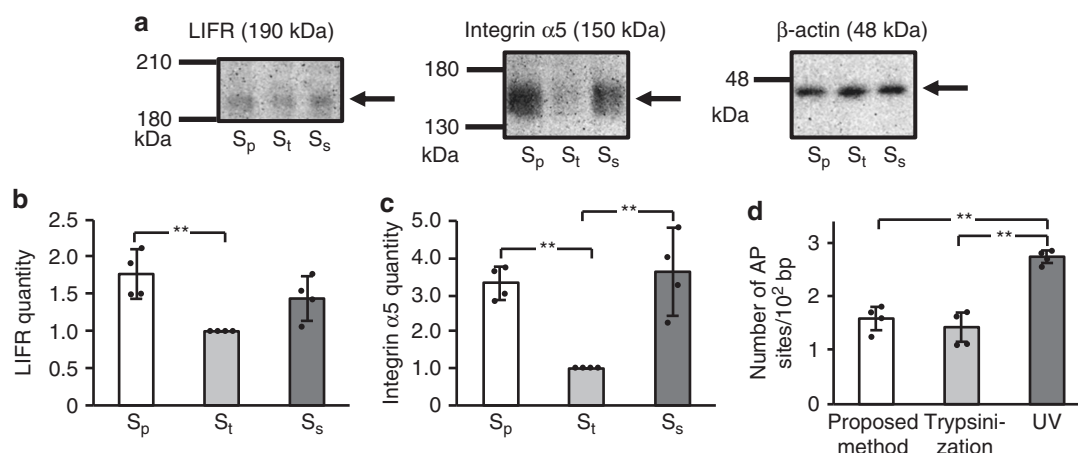 a
LIFR (190 kDa)
210
180
kDa
Sp St Ss
Integrin α5 (150 kDa)
180
130
kDa
Sp St Ss
β-actin (48 kDa)
48
kDa
Sp St Ss
b
LIFR quantity
2.5
2.0
1.5
1.0
0.5
0
**
Sp St Ss
c
Integrin α5 quantity
5.0
4.0
3.0
2.0
1.0
0
**
**
Sp St Ss
d
Number of AP
sites/10² bp
3
2
1
0
**
**
Proposed
method
Trypsini-
zation
UV